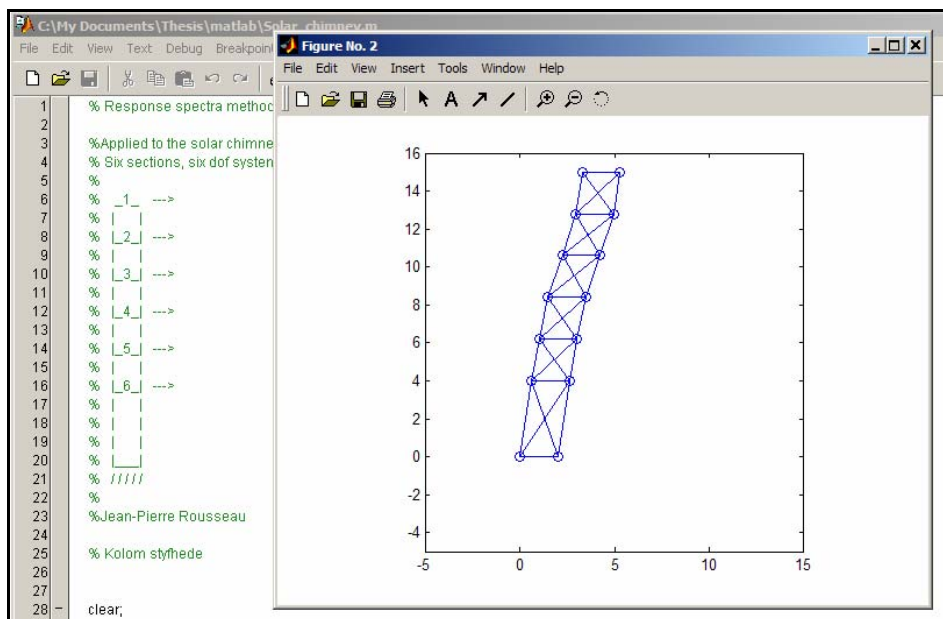 C:\My Documents\Thesis\matlab\Solar_chimney.m
File Edit View Text Debug
1 % Response spectra method
2
3 %Applied to the solar
4 % Six sections, six dof
5 %
6 % _1_ --->
7 % | |
8 % |_2_| --->
9 % | |
10 % |_3_| --->
11 % | |
12 % |_4_| --->
13 % | |
14 % |_5_| --->
15 % | |
16 % |_6_| --->
17 % | |
18 % | |
19 % | |
20 % |___|
21 % /////
22 %
23 %Jean-Pierre Rousseau
24
25 % Kolom styfhede
26
27
28 – clear;
Figure No. 2
File Edit View Insert Tools Window Help
A
16
14
12
10
8
6
4
2
0
-2
-4
-5 0 5 10 15